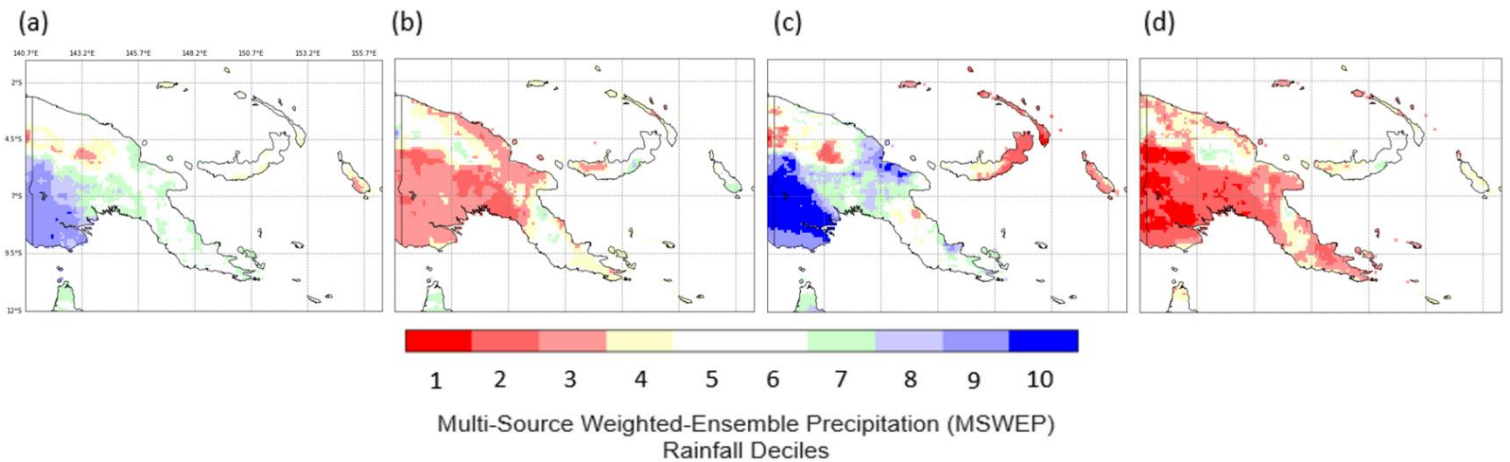 (a) (b) (c) (d)
140.7°E 143.2°E 145.7°E 148.2°E 150.7°E 153.2°E 155.7°E
2°S
4.5°S
7°S
9.5°S
12°S
1 2 3 4 5 6 7 8 9 10
Multi-Source Weighted-Ensemble Precipitation (MSWEP)
Rainfall Deciles